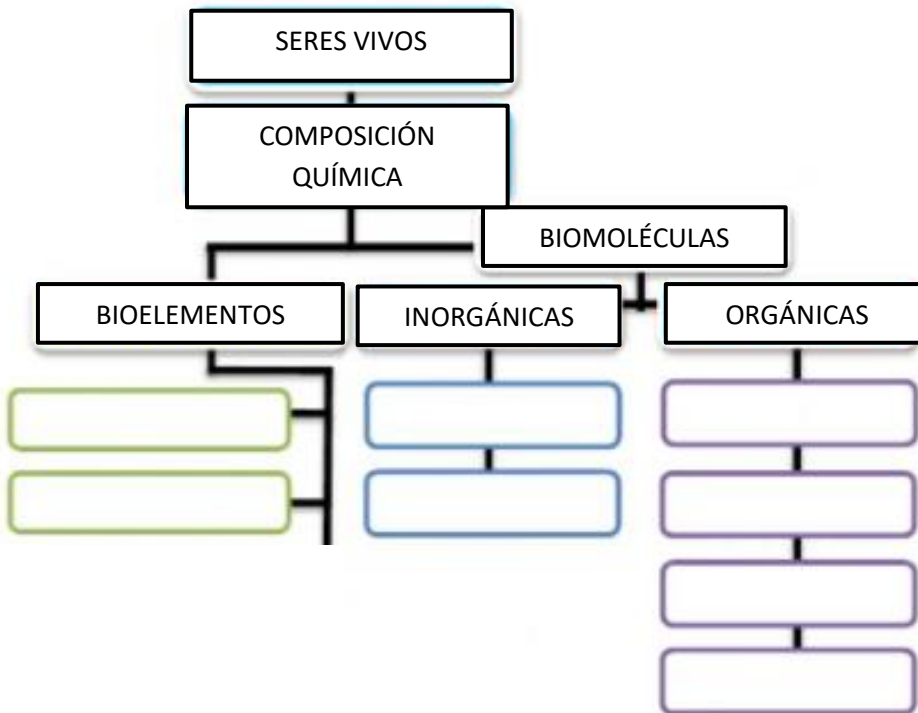 SERES VIVOS
COMPOSICIÓN
QUÍMICA
BIOMOLÉCULAS
BIOELEMENTOS
INORGÁNICAS
ORGÁNICAS